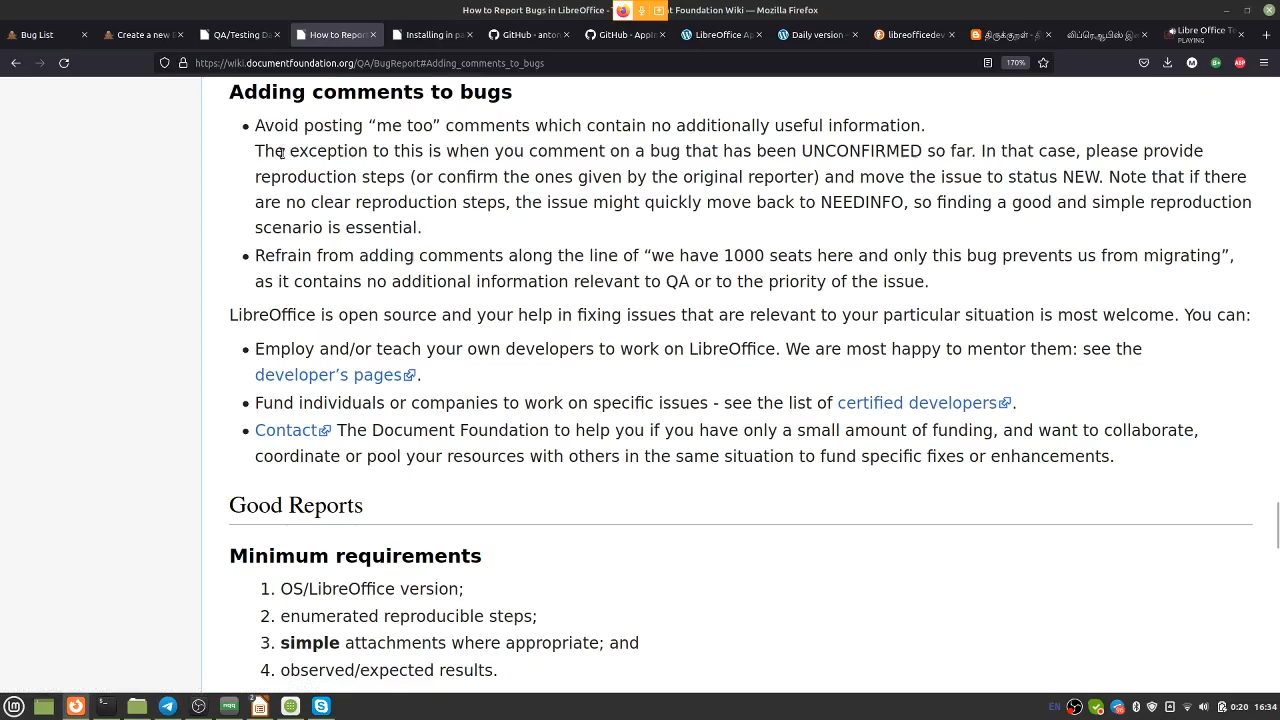 How to Report Bugs in LibreOffice - T
t Foundation Wiki — Mozilla Firefox
Bug List
Create a new
QA/Testing Da
How to Report
Installing in pa
GitHub - anton
GitHub - AppIm
LibreOffice Ap
Daily version -
libreofficedev
Libre Office Te
PLAYING
https://wiki.documentfoundation.org/QA/BugReport#Adding_comments_to_bugs
170%
Adding comments to bugs
• Avoid posting “me too” comments which contain no additionally useful information.
The exception to this is when you comment on a bug that has been UNCONFIRMED so far. In that case, please provide
reproduction steps (or confirm the ones given by the original reporter) and move the issue to status NEW. Note that if there
are no clear reproduction steps, the issue might quickly move back to NEEDINFO, so finding a good and simple reproduction
scenario is essential.
• Refrain from adding comments along the line of “we have 1000 seats here and only this bug prevents us from migrating”,
as it contains no additional information relevant to QA or to the priority of the issue.
LibreOffice is open source and your help in fixing issues that are relevant to your particular situation is most welcome. You can:
• Employ and/or teach your own developers to work on LibreOffice. We are most happy to mentor them: see the
developer’s pages.
• Fund individuals or companies to work on specific issues - see the list of certified developers.
• Contact The Document Foundation to help you if you have only a small amount of funding, and want to collaborate,
coordinate or pool your resources with others in the same situation to fund specific fixes or enhancements.
Good Reports
Minimum requirements
1. OS/LibreOffice version;
2. enumerated reproducible steps;
3. simple attachments where appropriate; and
4. observed/expected results.
EN
0:20
16:34